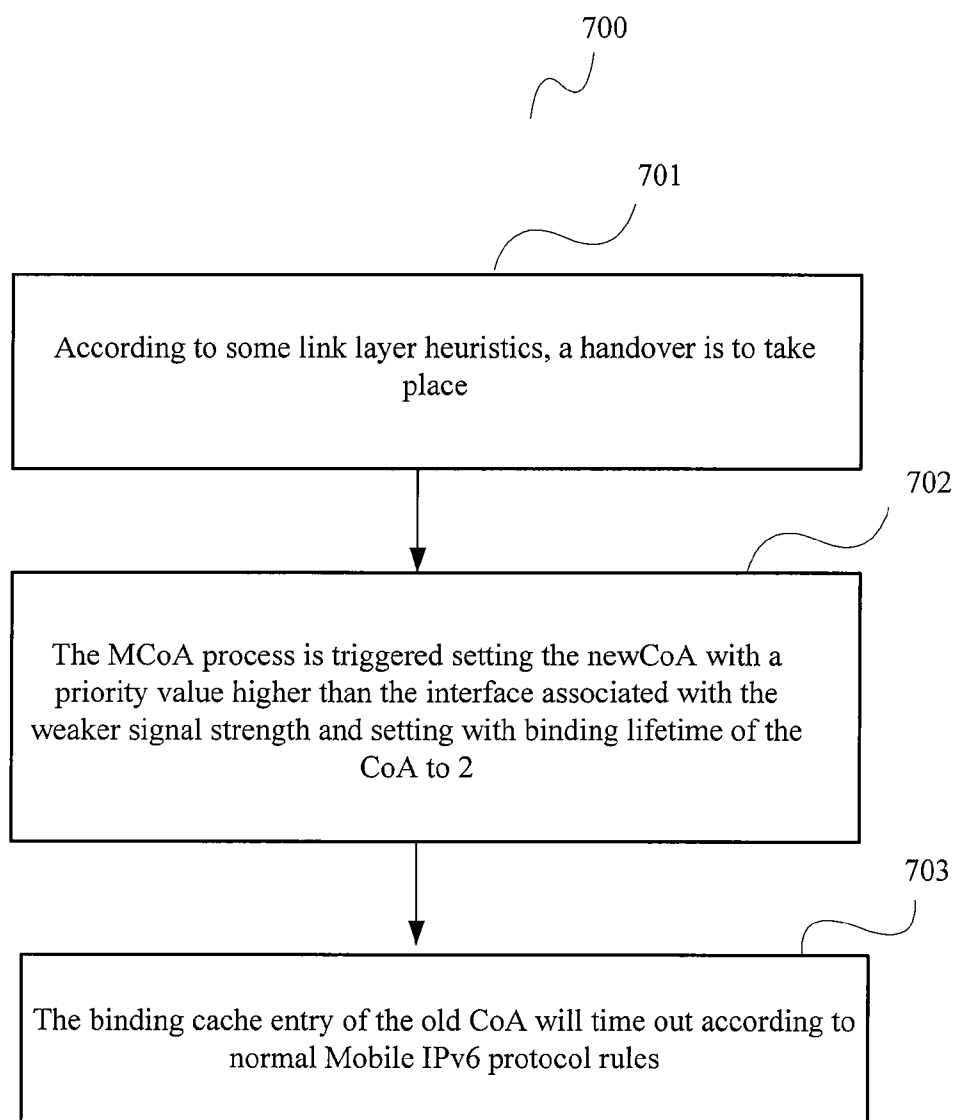 700
701
According to some link layer heuristics, a handover is to take
place
702
The MCoA process is triggered setting the newCoA with a
priority value higher than the interface associated with the
weaker signal strength and setting with binding lifetime of the
CoA to 2
703
The binding cache entry of the old CoA will time out according to
normal Mobile IPv6 protocol rules